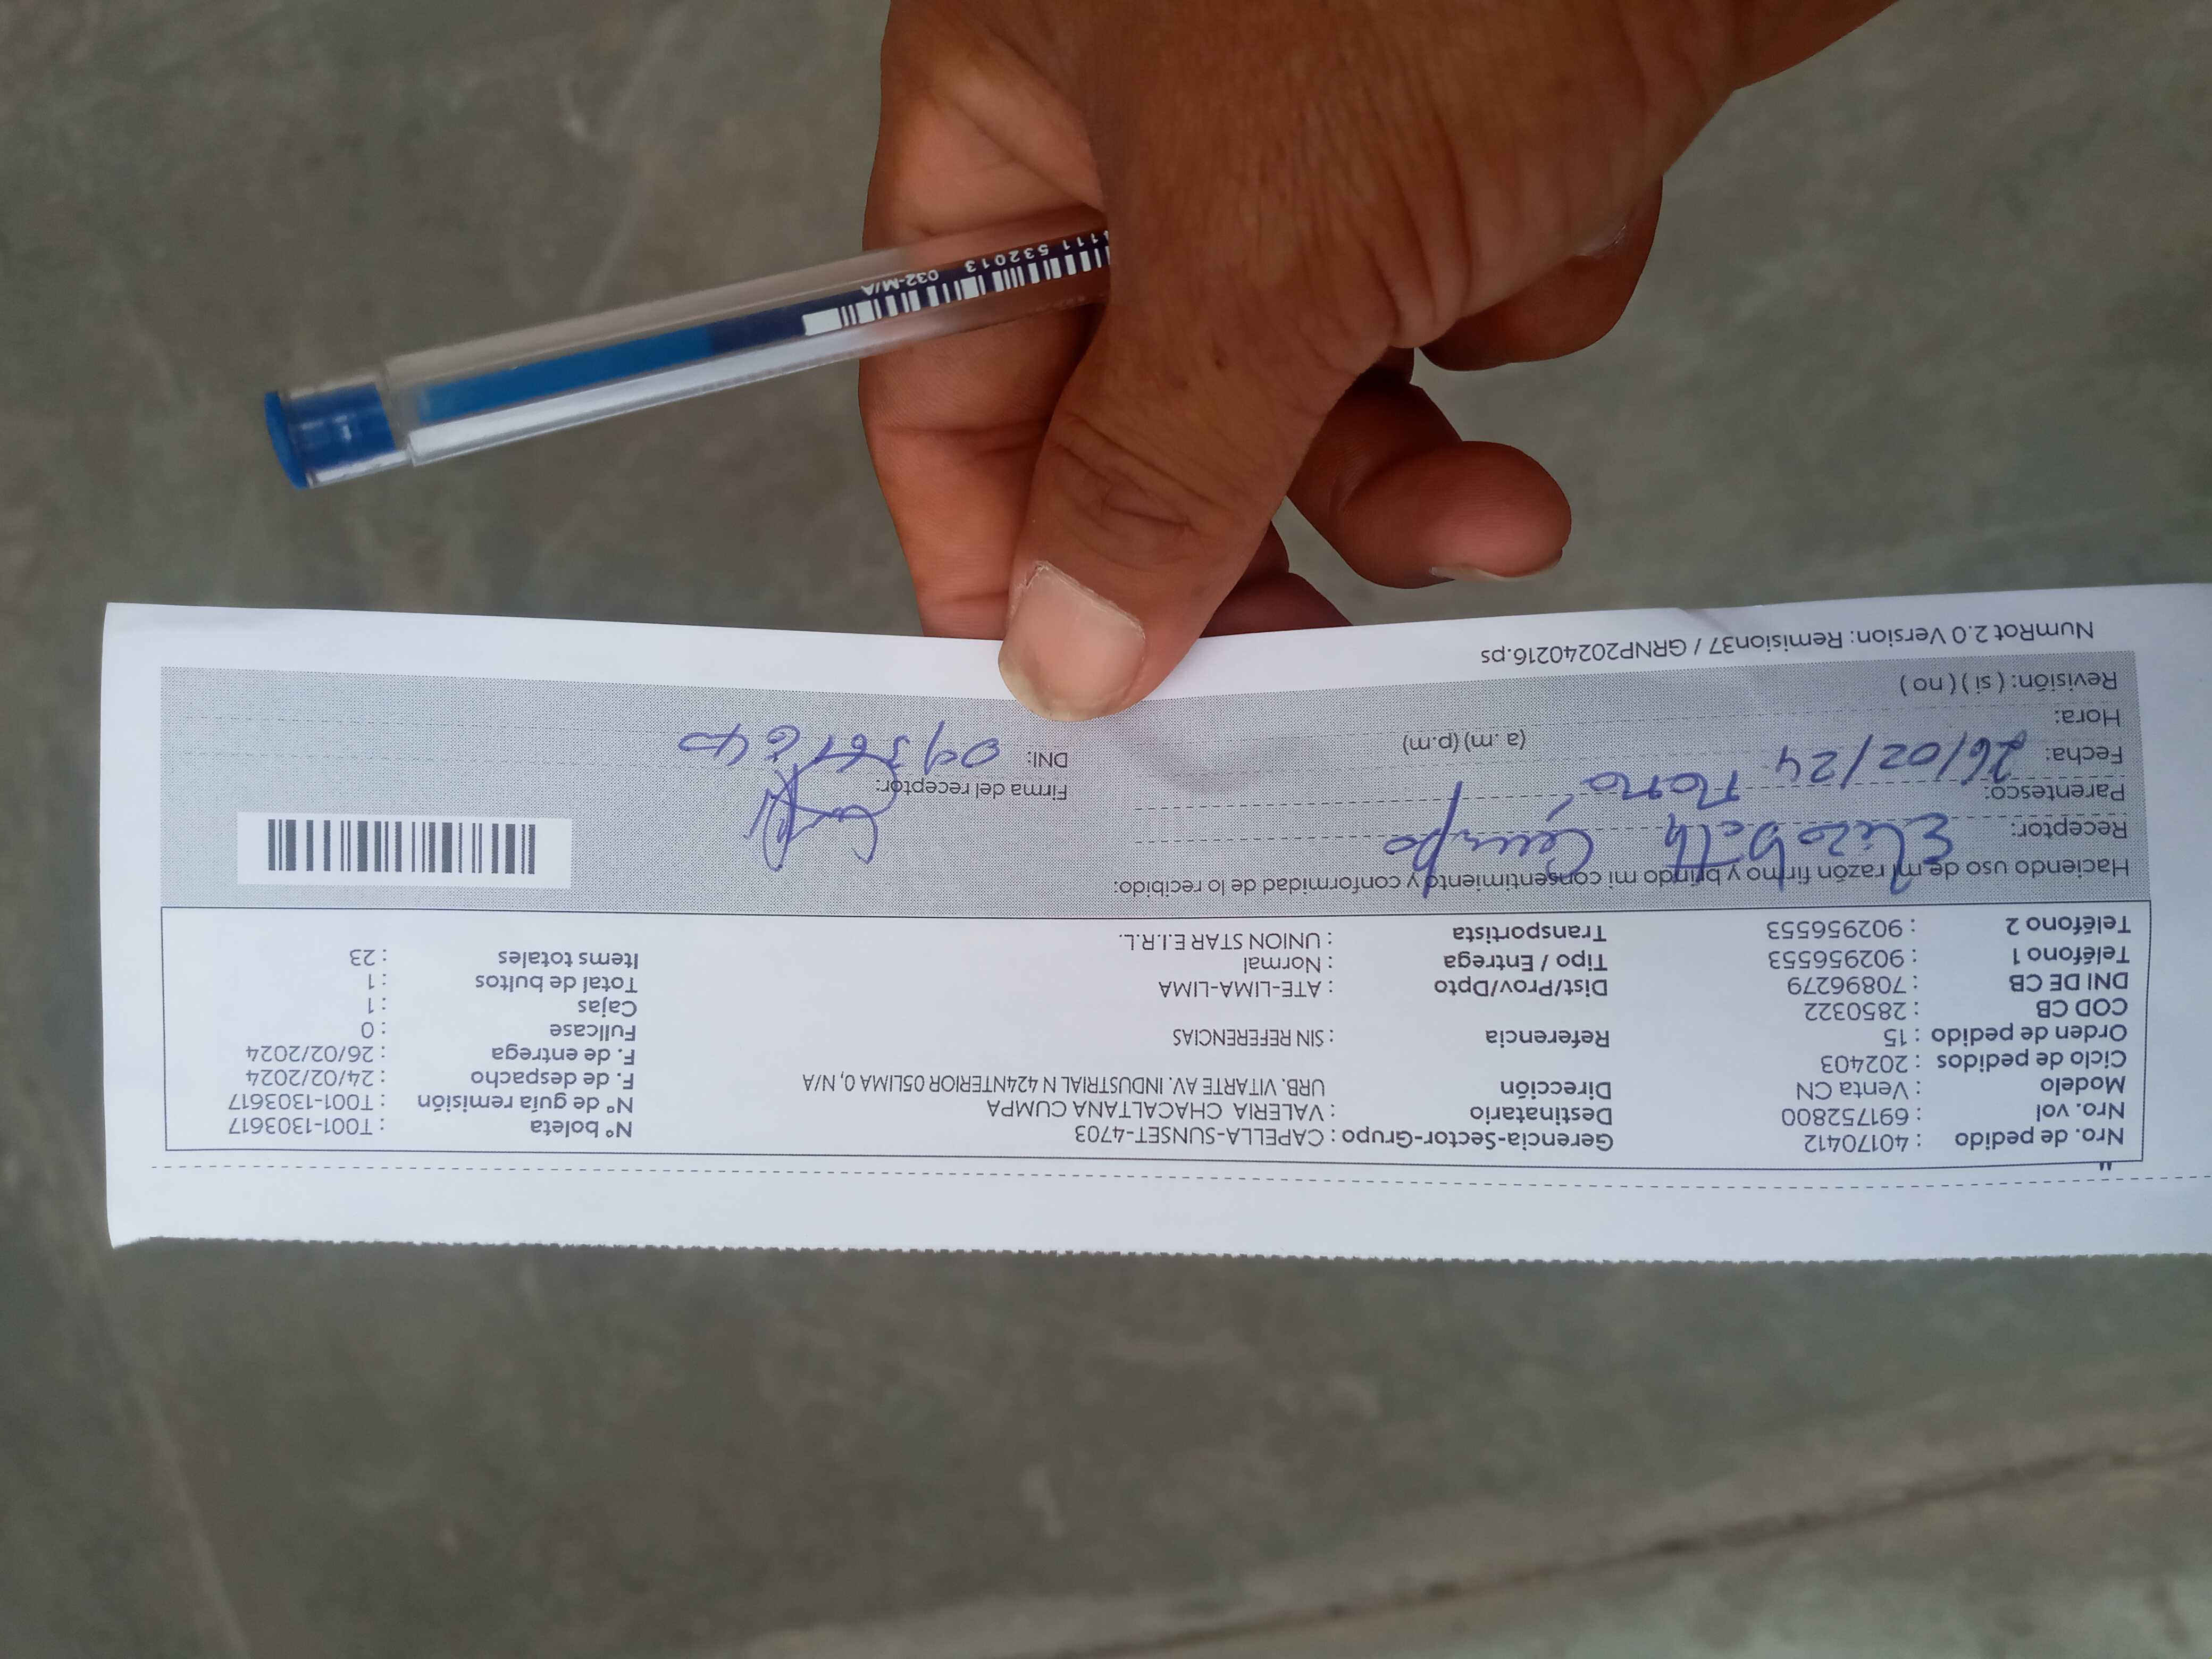 Nro. de pedido : 40170412 Gerencia-Sector-Grupo : CAPELLA-SUNSET-4703 N° boleta : T001-1303617
Nro. vol : 691752800 Destinatario : VALERIA CHACALTANA CUMPA N° de guía remisión : T001-1303617
Modelo : Venta CN Dirección URB. VITARTE AV. INDUSTRIAL N 424NTERIOR 05LIMA 0, N/A F. de despacho : 24/02/2024
Ciclo de pedidos : 202403 F. de entrega : 26/02/2024
Orden de pedido : 15 Referencia : SIN REFERENCIAS Fullcase : 0
COD CB : 2850322 Cajas : 1
DNI DE CB : 70896279 Dist/Prov/Dpto : ATE-LIMA-LIMA Total de bultos : 1
Teléfono 1 : 902956553 Tipo / Entrega : Normal Items totales : 23
Teléfono 2 : 902956553 Transportista : UNION STAR E.I.R.L.
Haciendo uso de mi razón firmo y brindo mi consentimiento y conformidad de lo recibido:
Receptor: Elizabeth Cumpa
Parentesco: Firma del receptor:
Fecha: 26/02/24 DNI:
Hora: (a.m) (p.m)
Revisión: ( si ) ( no )
NumRot 2.0 Version: Remision37 / GRNP20240216.ps
532013 032-M/A